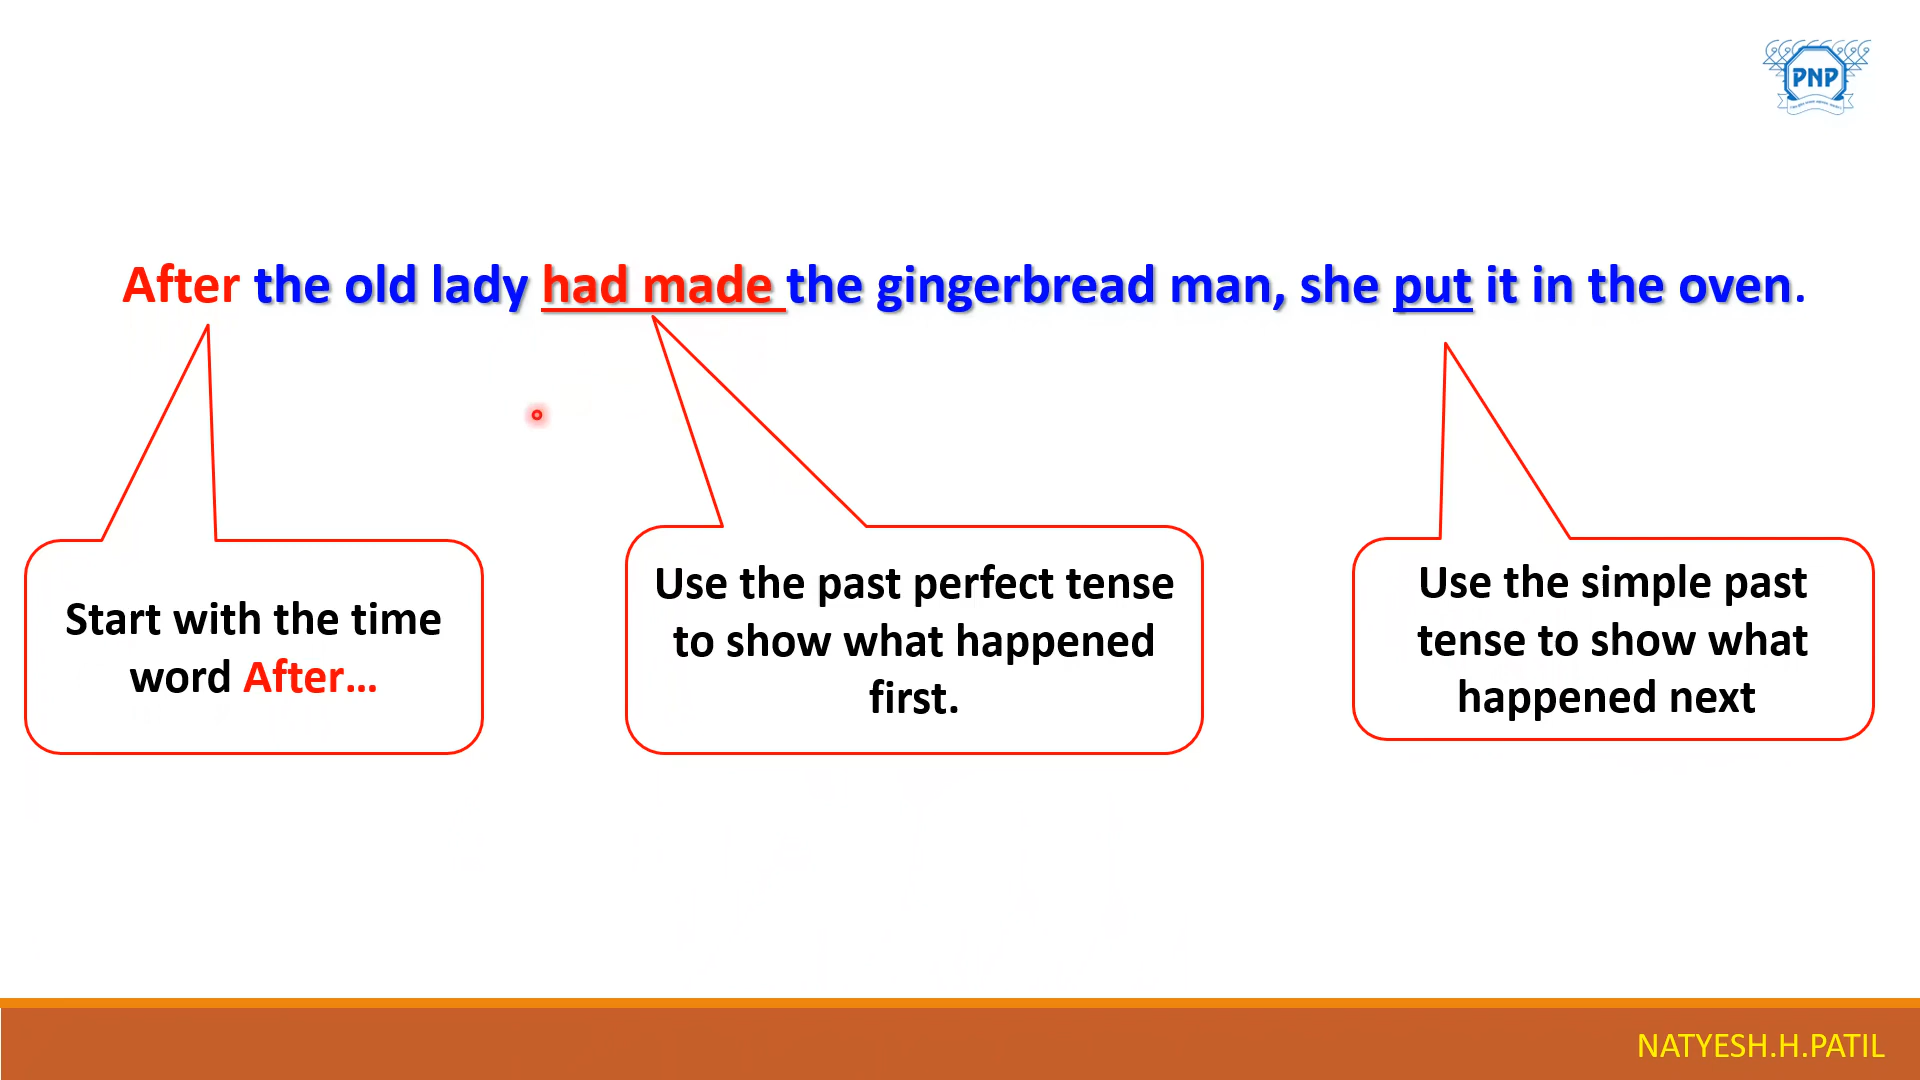 PNP
After the old lady had made the gingerbread man, she put it in the oven.
Start with the time
word After...
Use the past perfect tense
to show what happened
first.
Use the simple past
tense to show what
happened next
NATYESH.H.PATIL